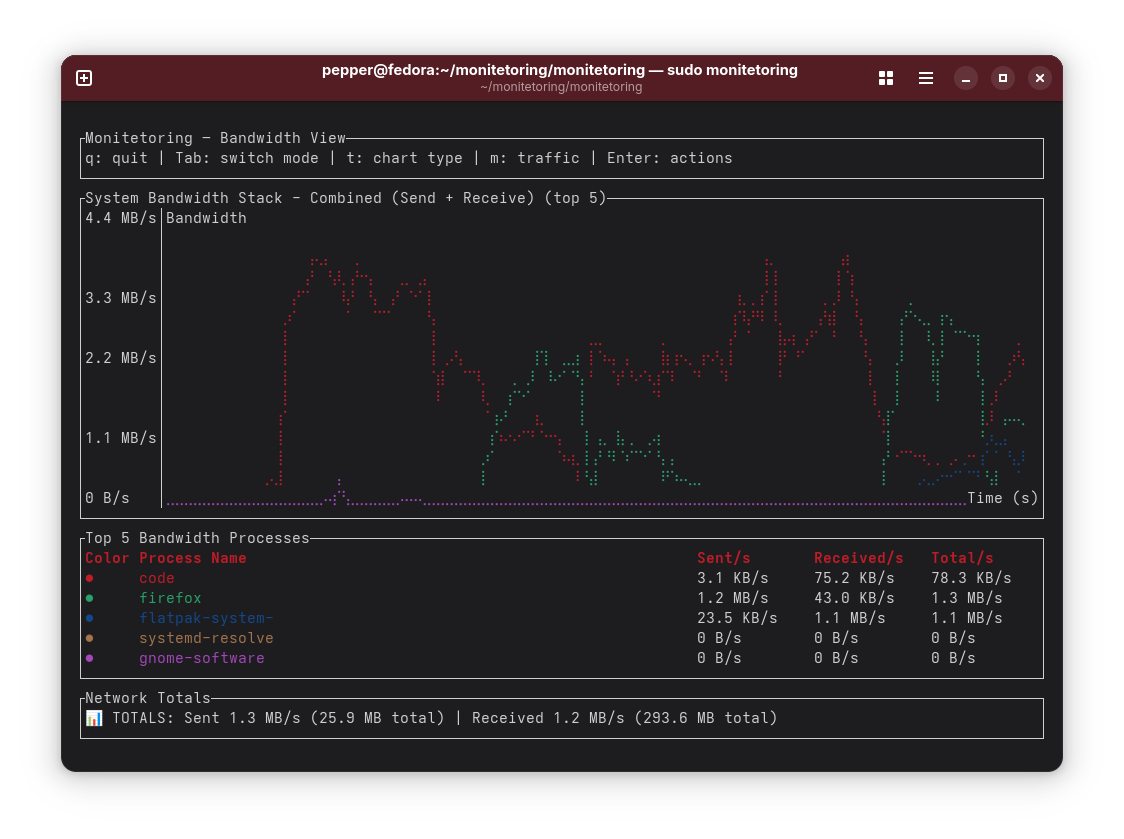 pepper@fedora:~/monitetoring/monitetoring — sudo monitetoring
~/monitetoring/monitetoring
Monitetoring - Bandwidth View
q: quit | Tab: switch mode | t: chart type | m: traffic | Enter: actions
System Bandwidth Stack - Combined (Send + Receive) (top 5)
4.4 MB/s Bandwidth
3.3 MB/s
2.2 MB/s
1.1 MB/s
0 B/s Time (s)
Top 5 Bandwidth Processes
Color Process Name Sent/s Received/s Total/s
● code 3.1 KB/s 75.2 KB/s 78.3 KB/s
● firefox 1.2 MB/s 43.0 KB/s 1.3 MB/s
● flatpak-system- 23.5 KB/s 1.1 MB/s 1.1 MB/s
● systemd-resolve 0 B/s 0 B/s 0 B/s
● gnome-software 0 B/s 0 B/s 0 B/s
Network Totals
📊 TOTALS: Sent 1.3 MB/s (25.9 MB total) | Received 1.2 MB/s (293.6 MB total)